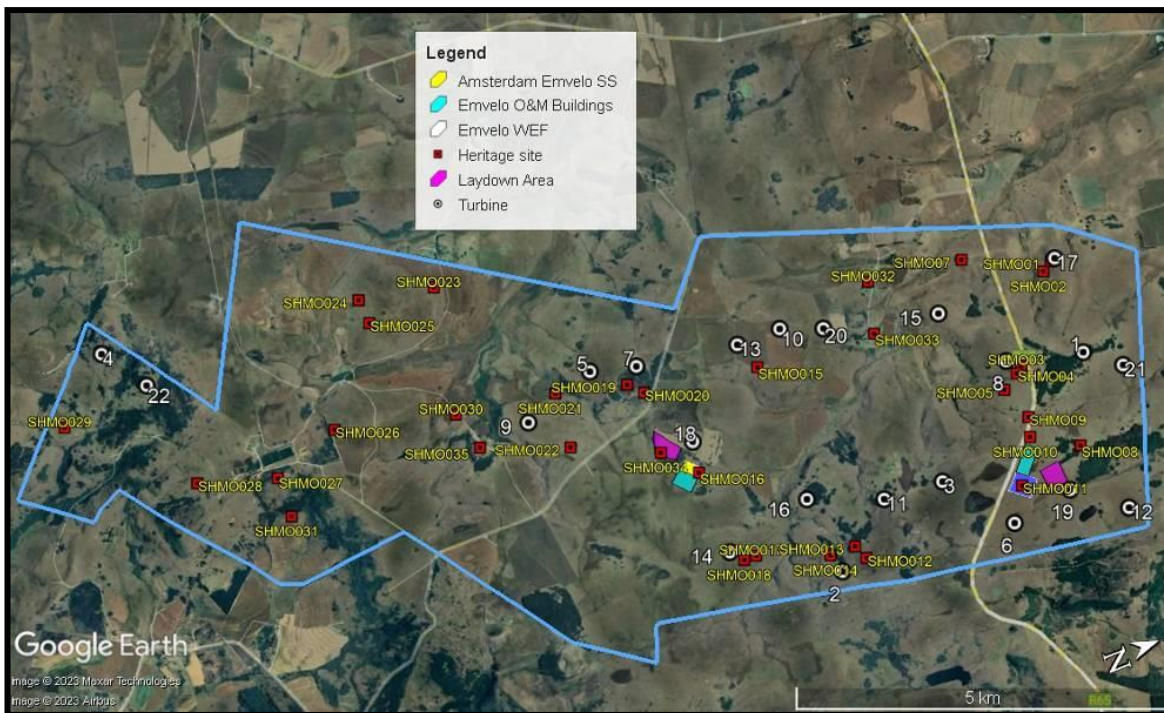 Legend
Amsterdam Emvelo SS
Emvelo O&M Buildings
Emvelo WEF
Heritage site
Laydown Area
Turbine
SHMO07
SHMO01
17
SHMO02
SHMO032
SHMO023
SHMO024
SHMO025
15
20
10
SHMO033
13
4
1
SHMO03
21
5
7
SHMO015
SHMO04
8
22
SHMO019
SHMO020
SHMO05
SHMO021
SHMO030
SHMO09
9
SHMO029
SHMO026
18
SHMO010
SHMO08
SHMO035
SHMO022
SHMO034
SHMO016
SHMO027
SHMO028
3
SHMO011
16
11
19
12
SHMO031
6
14
SHMO013
SHMO012
SHMO018
SHMO014
2
Google Earth
Image © 2023 Maxar Technologies
Image © 2023 Airbus
N
5 km
R65